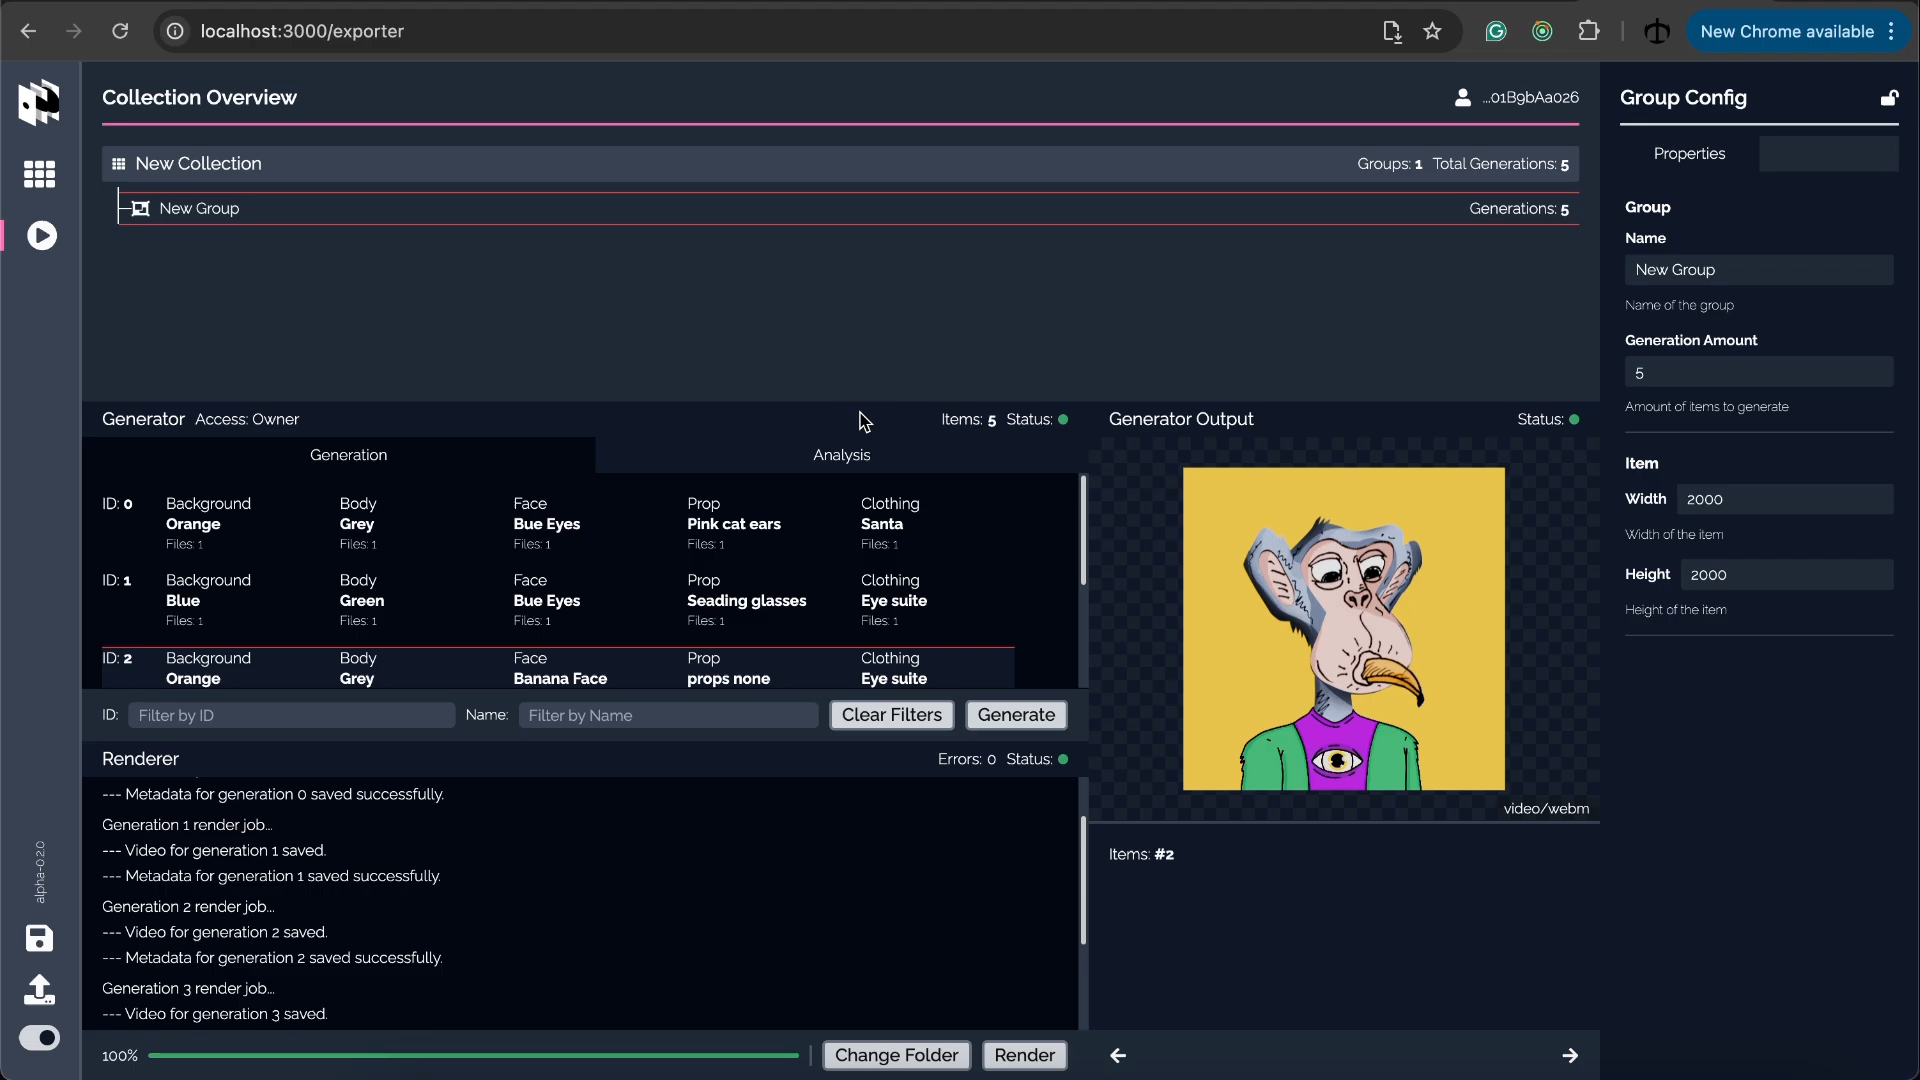 localhost:3000/exporter
New Chrome available
Collection Overview
...01B9bAa026
New Collection
Groups: 1 Total Generations: 5
New Group
Generations: 5
Generator Access: Owner
Items: 5 Status:
Generation
Analysis
ID: 0 Background Body Face Prop Clothing
Orange Grey Bue Eyes Pink cat ears Santa
Files: 1 Files: 1 Files: 1 Files: 1 Files: 1
ID: 1 Background Body Face Prop Clothing
Blue Green Bue Eyes Seading glasses Eye suite
Files: 1 Files: 1 Files: 1 Files: 1 Files: 1
ID: 2 Background Body Face Prop Clothing
Orange Grey Banana Face props none Eye suite
ID: Filter by ID Name: Filter by Name Clear Filters Generate
Renderer
Errors: 0 Status:
--- Metadata for generation 0 saved successfully.
Generation 1 render job...
--- Video for generation 1 saved.
--- Metadata for generation 1 saved successfully.
Generation 2 render job...
--- Video for generation 2 saved.
--- Metadata for generation 2 saved successfully.
Generation 3 render job...
--- Video for generation 3 saved.
100%
Change Folder Render
Generator Output
Status:
video/webm
Items: #2
Group Config
Properties
Group
Name
New Group
Name of the group
Generation Amount
5
Amount of items to generate
Item
Width 2000
Width of the item
Height 2000
Height of the item
alpha-0.2.0